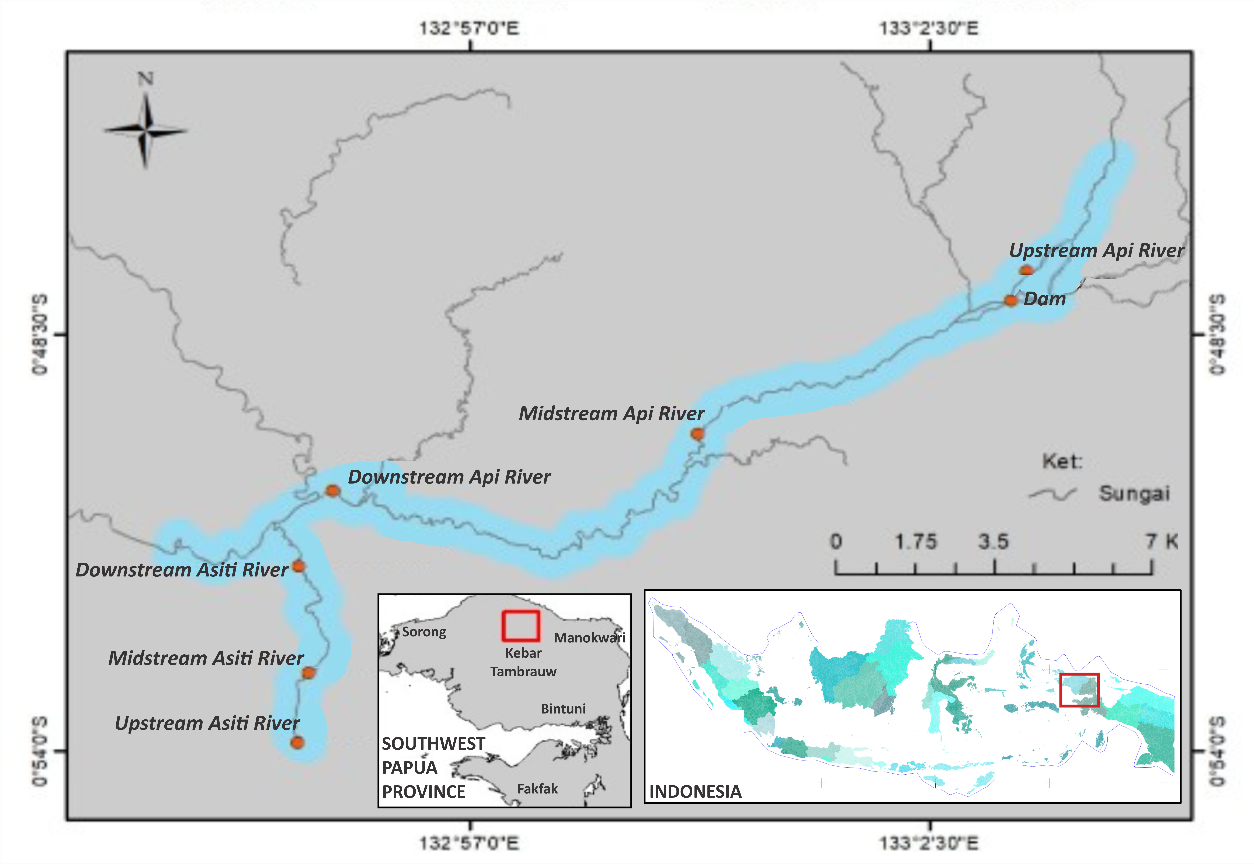 132°57'0"E
133°2'30"E
N
Upstream Api River
Dam
0°48'30"S
0°48'30"S
Midstream Api River
Ket:
Sungai
Downstream Api River
0
1.75
3.5
7 K
Downstream Asiti River
Midstream Asiti River
Upstream Asiti River
0°54'0"S
0°54'0"S
Sorong
Manokwari
Kebar
Tambrauw
Bintuni
SOUTHWEST
PAPUA
PROVINCE
Fakfak
INDONESIA
132°57'0"E
133°2'30"E